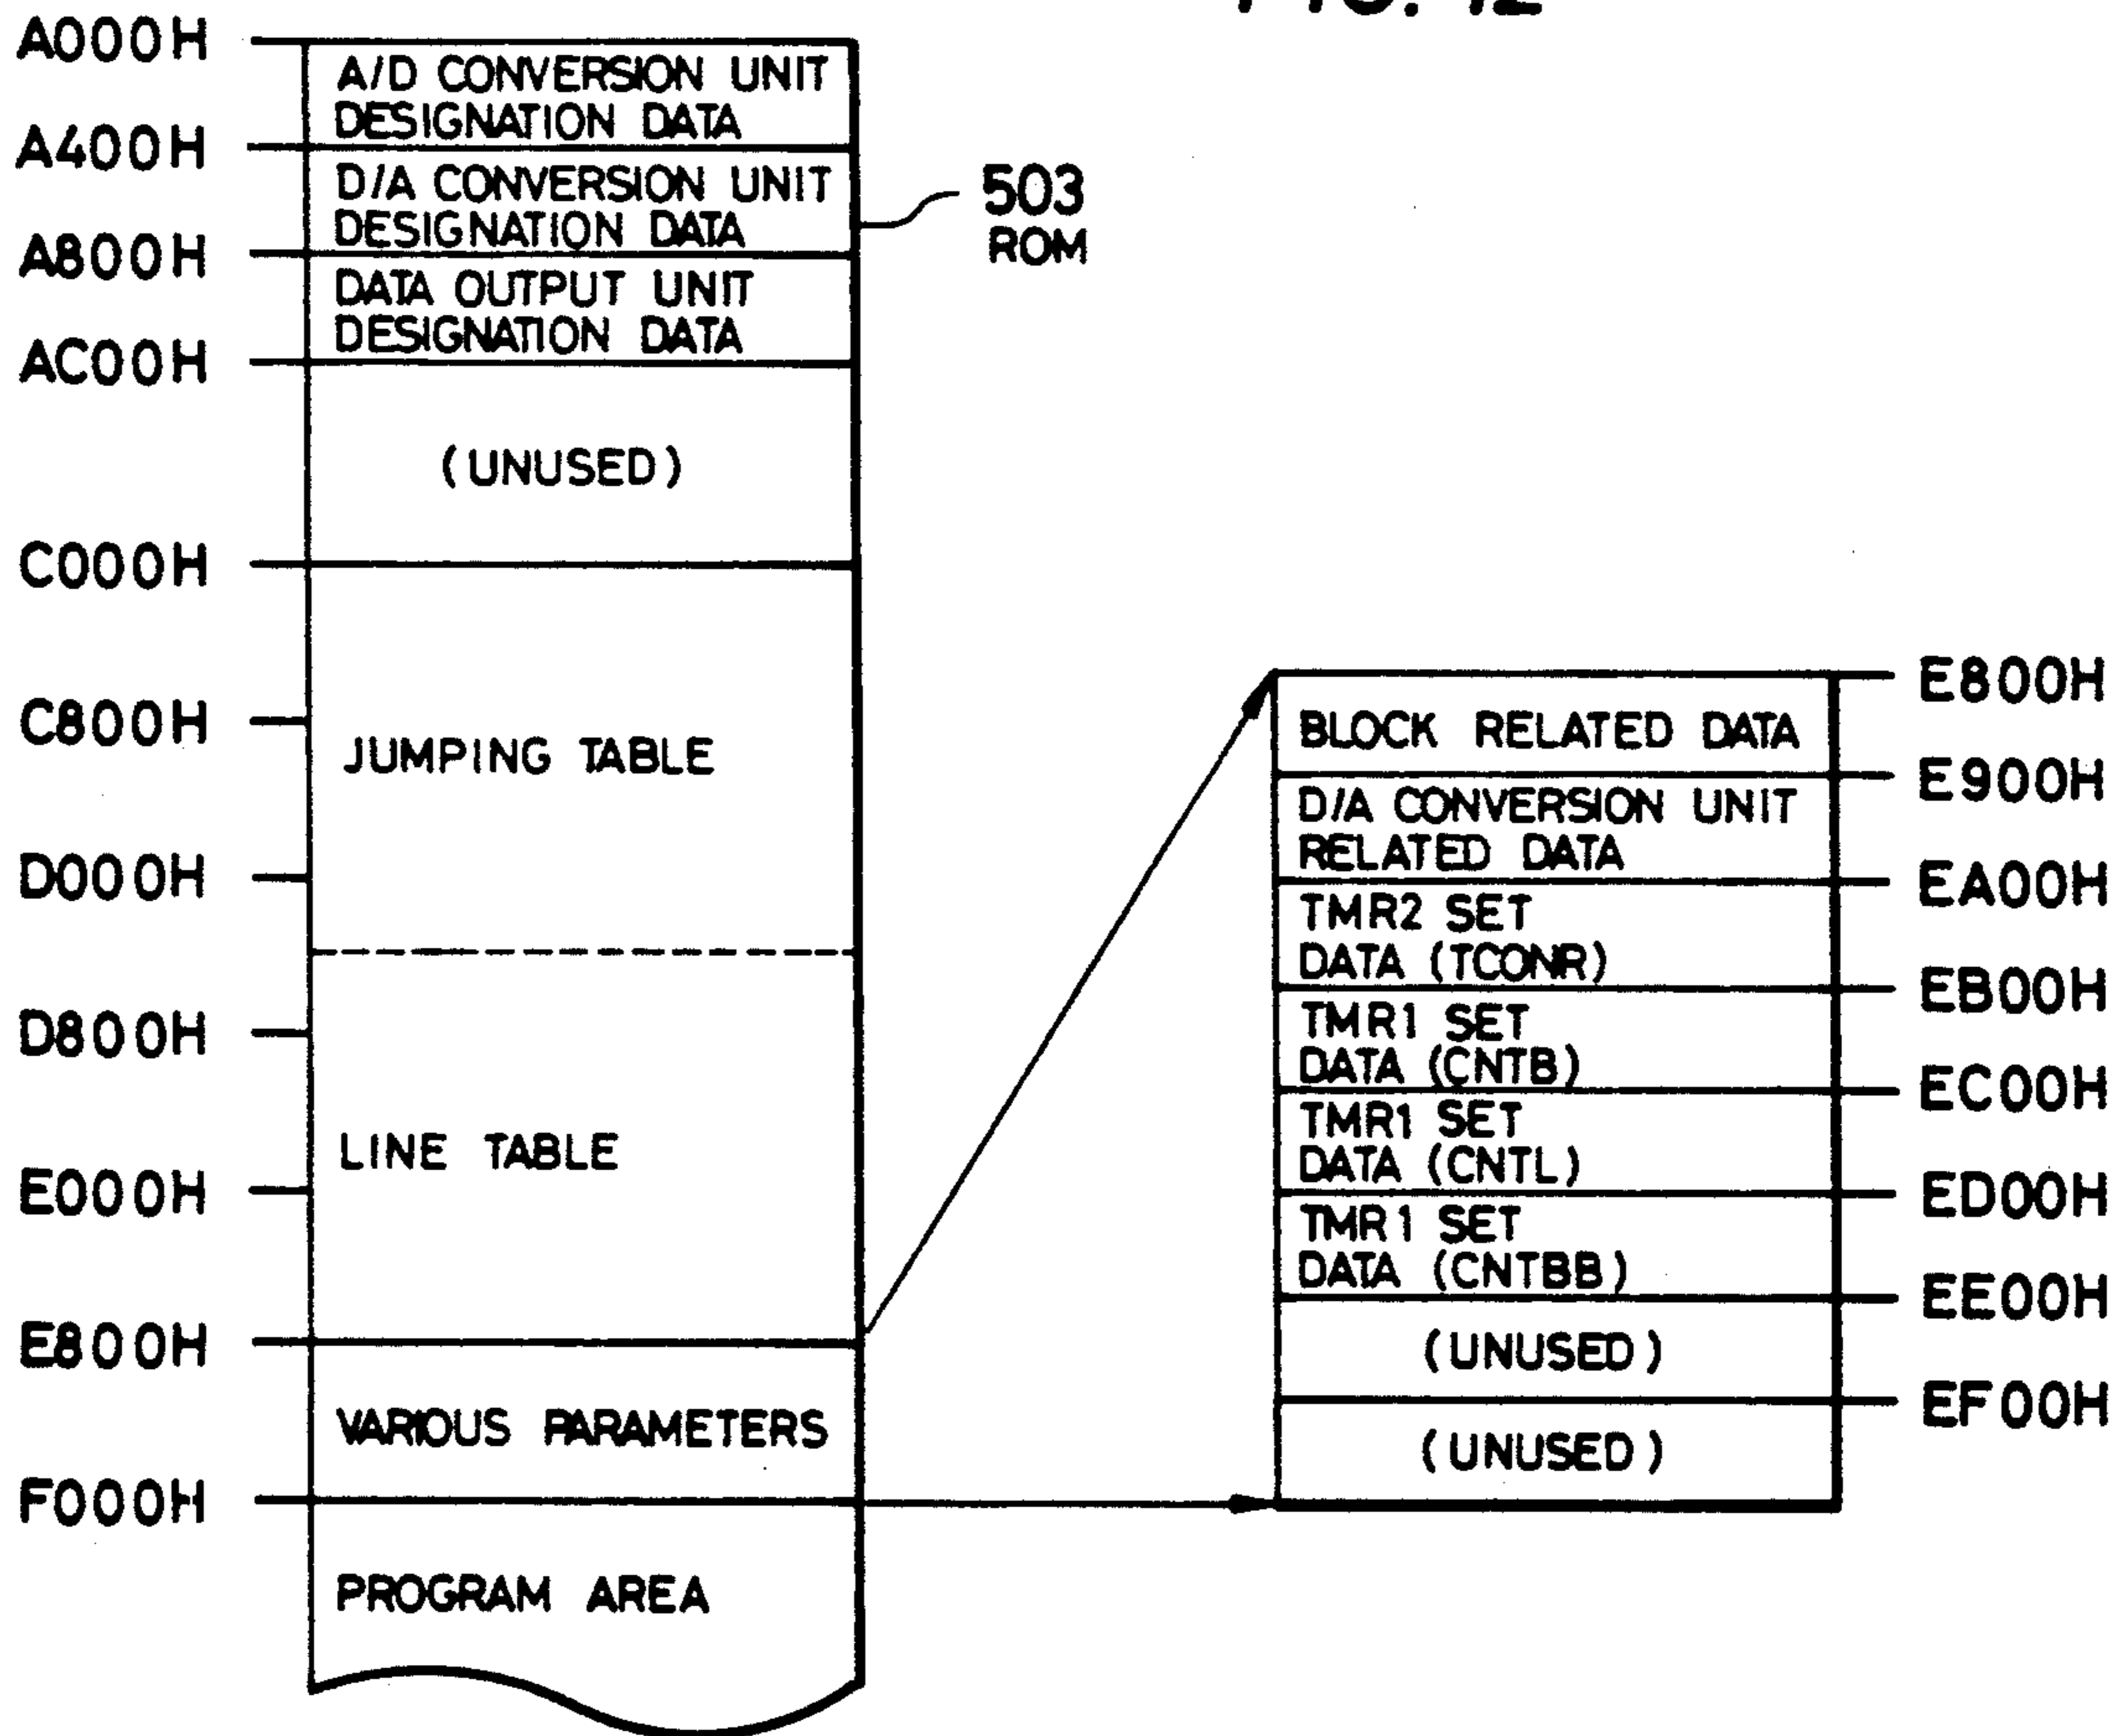 A000H
A/D CONVERSION UNIT
DESIGNATION DATA
A400H
D/A CONVERSION UNIT
DESIGNATION DATA
503
ROM
A800H
DATA OUTPUT UNIT
DESIGNATION DATA
AC00H
(UNUSED)
C000H
C800H
JUMPING TABLE
D000H
D800H
LINE TABLE
E000H
E800H
VARIOUS PARAMETERS
F000H
PROGRAM AREA
E800H
BLOCK RELATED DATA
E900H
D/A CONVERSION UNIT
RELATED DATA
EA00H
TMR2 SET
DATA (TCONR)
EB00H
TMR1 SET
DATA (CNTB)
EC00H
TMR1 SET
DATA (CNTL)
ED00H
TMR1 SET
DATA (CNTBB)
EE00H
(UNUSED)
EF00H
(UNUSED)